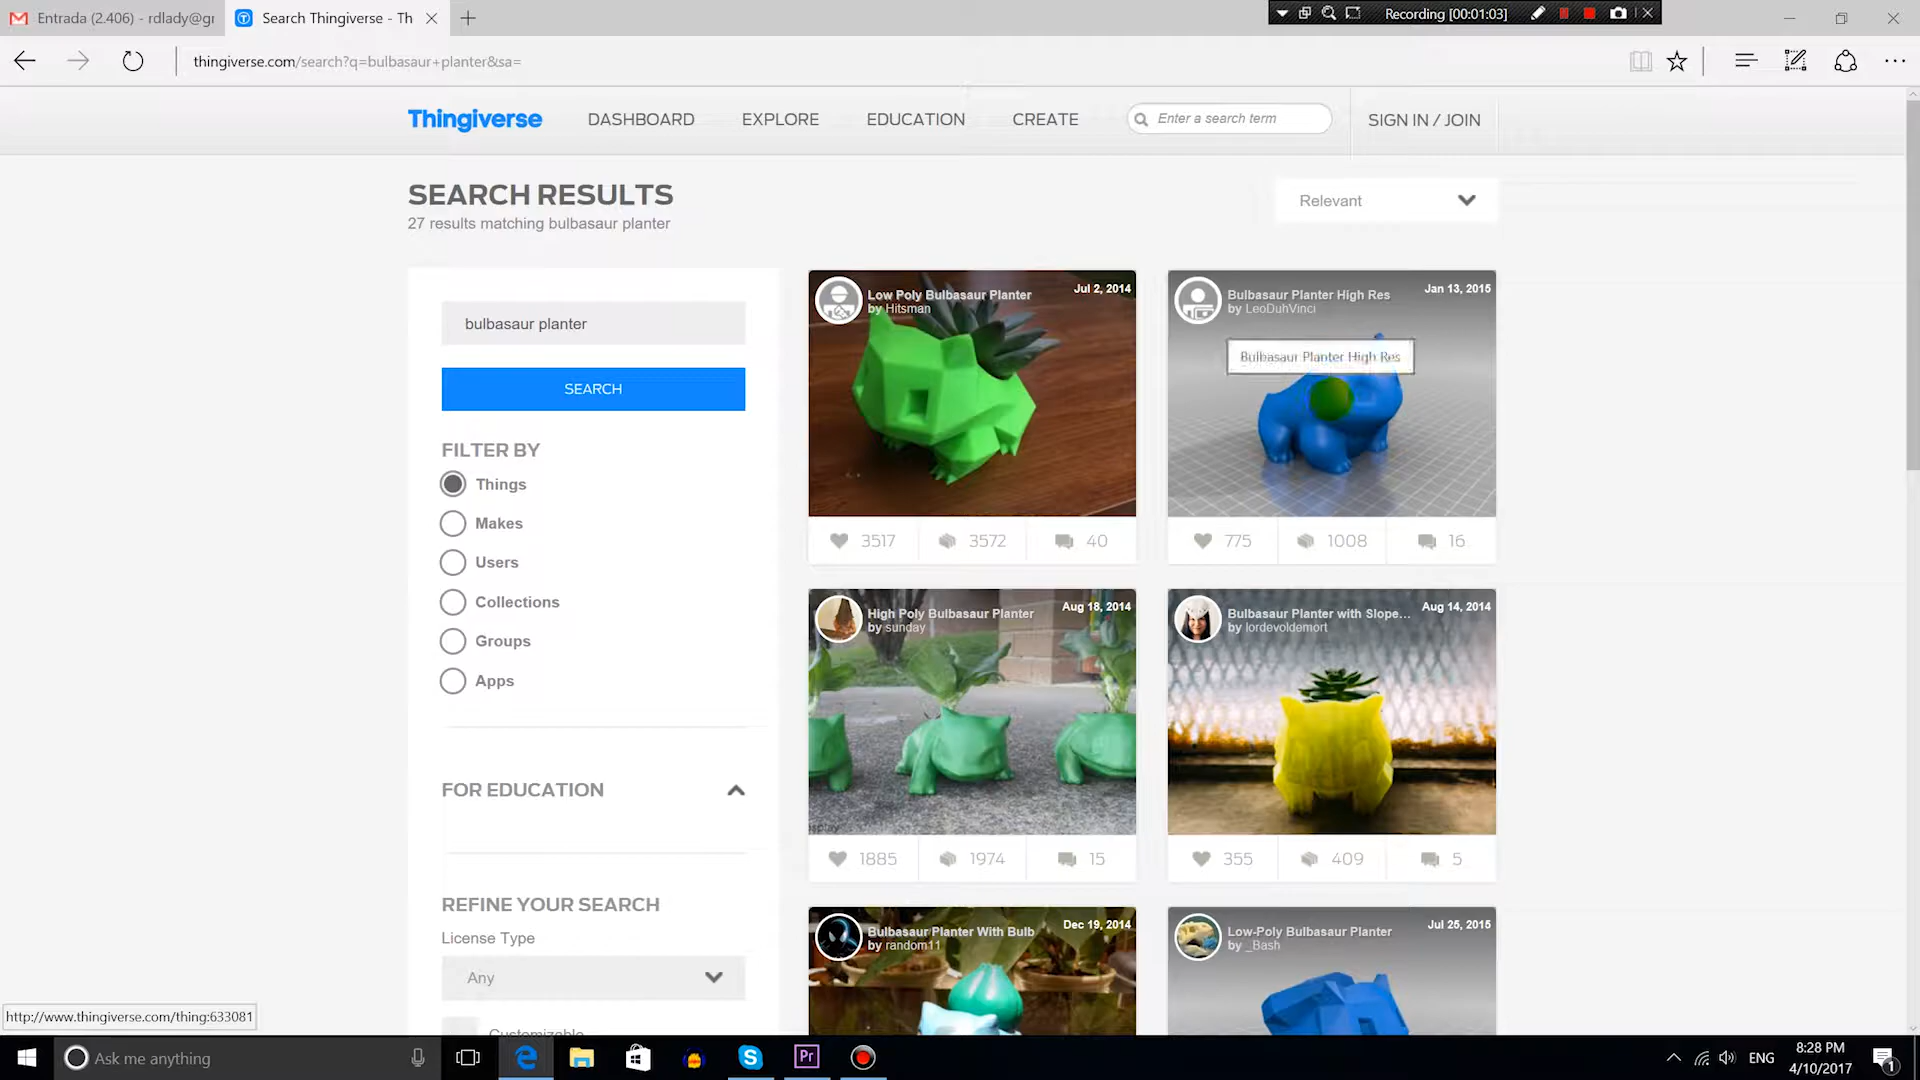 Entrada (2.406) - rdlady@gr
Search Thingiverse - Th
Recording [00:01:03]
thingiverse.com/search?q=bulbasaur+planter&sa=
Thingiverse
DASHBOARD
EXPLORE
EDUCATION
CREATE
Enter a search term
SIGN IN / JOIN
SEARCH RESULTS
27 results matching bulbasaur planter
Relevant
bulbasaur planter
SEARCH
FILTER BY
Things
Makes
Users
Collections
Groups
Apps
FOR EDUCATION
REFINE YOUR SEARCH
License Type
Any
Customizable
Low Poly Bulbasaur Planter
by Hitsman
Jul 2, 2014
3517
3572
40
Bulbasaur Planter High Res
by LeoDuhVinci
Jan 13, 2015
Bulbasaur Planter High Res
775
1008
16
High Poly Bulbasaur Planter
by sunday
Aug 18, 2014
1885
1974
15
Bulbasaur Planter with Slope...
by lordevoldemort
Aug 14, 2014
355
409
5
Bulbasaur Planter With Bulb
by random11
Dec 19, 2014
Low-Poly Bulbasaur Planter
by _Bash
Jul 25, 2015
http://www.thingiverse.com/thing:633081
Ask me anything
Pr
ENG
8:28 PM
4/10/2017
1